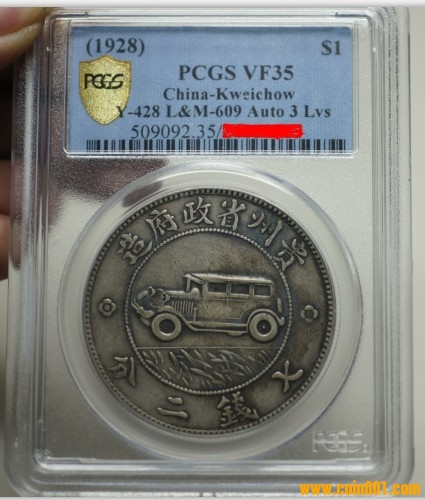 (1928) $1
PCGS PCGS VF35
China-Kweichow
Y-428 L&M-609 Auto 3 Lvs
509092.35/
造府政省州貴
分二錢七
PCGS
www.coin001.com